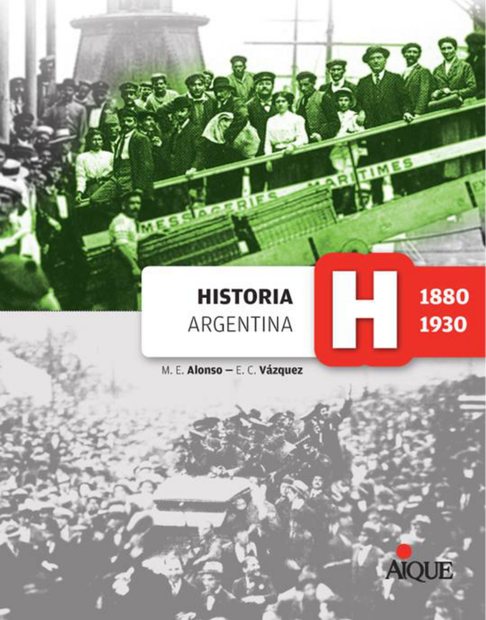 MESSAGERIES MARITIMES
HISTORIA
ARGENTINA
H
1880
1930
M. E. Alonso – E. C. Vázquez
AIQUE